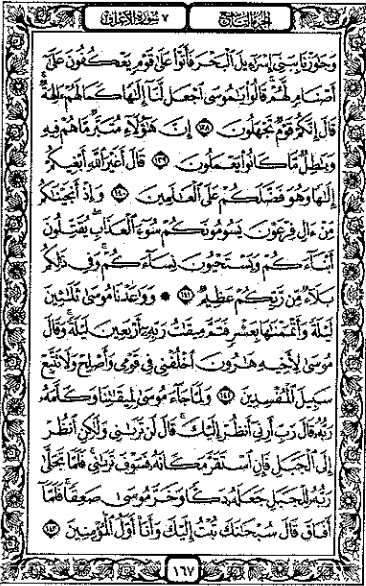 ٧ سورة الأعراف
الجزء التاسع
وَجَٰوَزْنَا بِبَنِىٓ إِسْرَٰٓءِيلَ ٱلْبَحْرَ فَأَتَوْا۟ عَلَىٰ قَوْمٍ يَعْكُفُونَ عَلَىٰٓ
أَصْنَامٍ لَّهُمْ ۚ قَالُوا۟ يَٰمُوسَى ٱجْعَل لَّنَآ إِلَٰهًا كَمَا لَهُمْ ءَالِهَةٌ ۚ
قَالَ إِنَّكُمْ قَوْمٌ تَجْهَلُونَ ١٣٨ إِنَّ هَٰٓؤُلَآءِ مُتَبَّرٌ مَّا هُمْ فِيهِ
وَبَٰطِلٌ مَّا كَانُوا۟ يَعْمَلُونَ ١٣٩ قَالَ أَغَيْرَ ٱللَّهِ أَبْغِيكُمْ
إِلَٰهًا وَهُوَ فَضَّلَكُمْ عَلَى ٱلْعَٰلَمِينَ ١٤٠ وَإِذْ أَنجَيْنَٰكُم
مِّنْ ءَالِ فِرْعَوْنَ يَسُومُونَكُمْ سُوٓءَ ٱلْعَذَابِ ۖ يُقَتِّلُونَ
أَبْنَآءَكُمْ وَيَسْتَحْيُونَ نِسَآءَكُمْ ۚ وَفِى ذَٰلِكُم
بَلَآءٌ مِّن رَّبِّكُمْ عَظِيمٌ ١٤١ ۞ وَوَٰعَدْنَا مُوسَىٰ ثَلَٰثِينَ
لَيْلَةً وَأَتْمَمْنَٰهَا بِعَشْرٍ فَتَمَّ مِيقَٰتُ رَبِّهِۦٓ أَرْبَعِينَ لَيْلَةً ۚ وَقَالَ
مُوسَىٰ لِأَخِيهِ هَٰرُونَ ٱخْلُفْنِى فِى قَوْمِى وَأَصْلِحْ وَلَا تَتَّبِعْ
سَبِيلَ ٱلْمُفْسِدِينَ ١٤٢ وَلَمَّا جَآءَ مُوسَىٰ لِمِيقَٰتِنَا وَكَلَّمَهُۥ
رَبُّهُۥ قَالَ رَبِّ أَرِنِىٓ أَنظُرْ إِلَيْكَ ۚ قَالَ لَن تَرَىٰنِى وَلَٰكِنِ ٱنظُرْ
إِلَى ٱلْجَبَلِ فَإِنِ ٱسْتَقَرَّ مَكَانَهُۥ فَسَوْفَ تَرَىٰنِى ۚ فَلَمَّا تَجَلَّىٰ
رَبُّهُۥ لِلْجَبَلِ جَعَلَهُۥ دَكًّا وَخَرَّ مُوسَىٰ صَعِقًا ۚ فَلَمَّآ
أَفَاقَ قَالَ سُبْحَٰنَكَ تُبْتُ إِلَيْكَ وَأَنَا۠ أَوَّلُ ٱلْمُؤْمِنِينَ ١٤٣
١٦٧